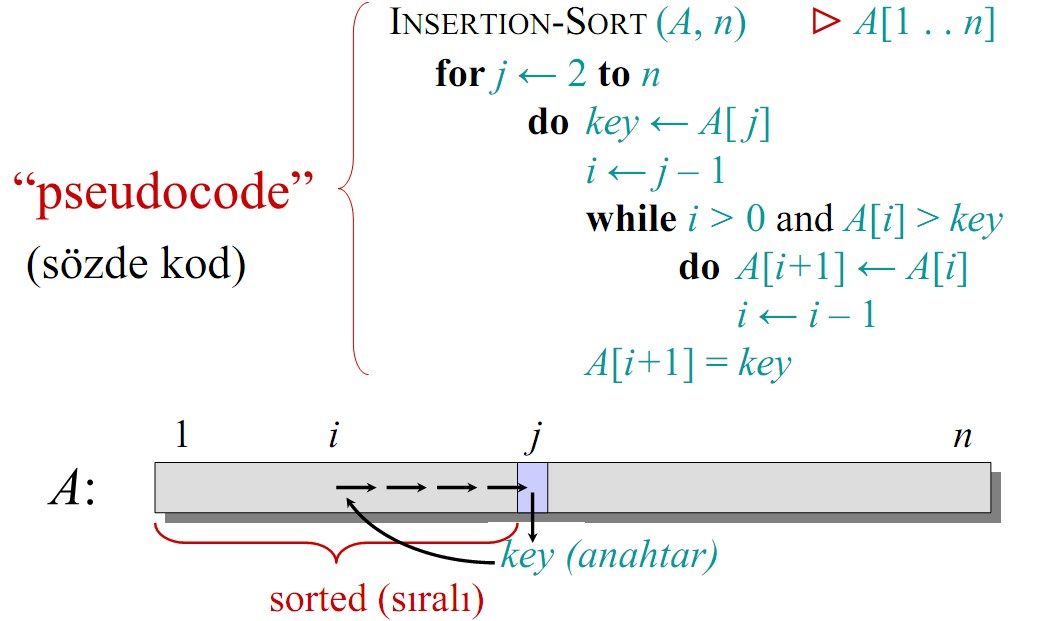 INSERTION-SORT (A, n) ▷ A[1 . . n]
for j ← 2 to n
do key ← A[ j]
i ← j – 1
while i > 0 and A[i] > key
do A[i+1] ← A[i]
i ← i – 1
A[i+1] = key
“pseudocode”
(sözde kod)
1 i j n
A:
key (anahtar)
sorted (sıralı)